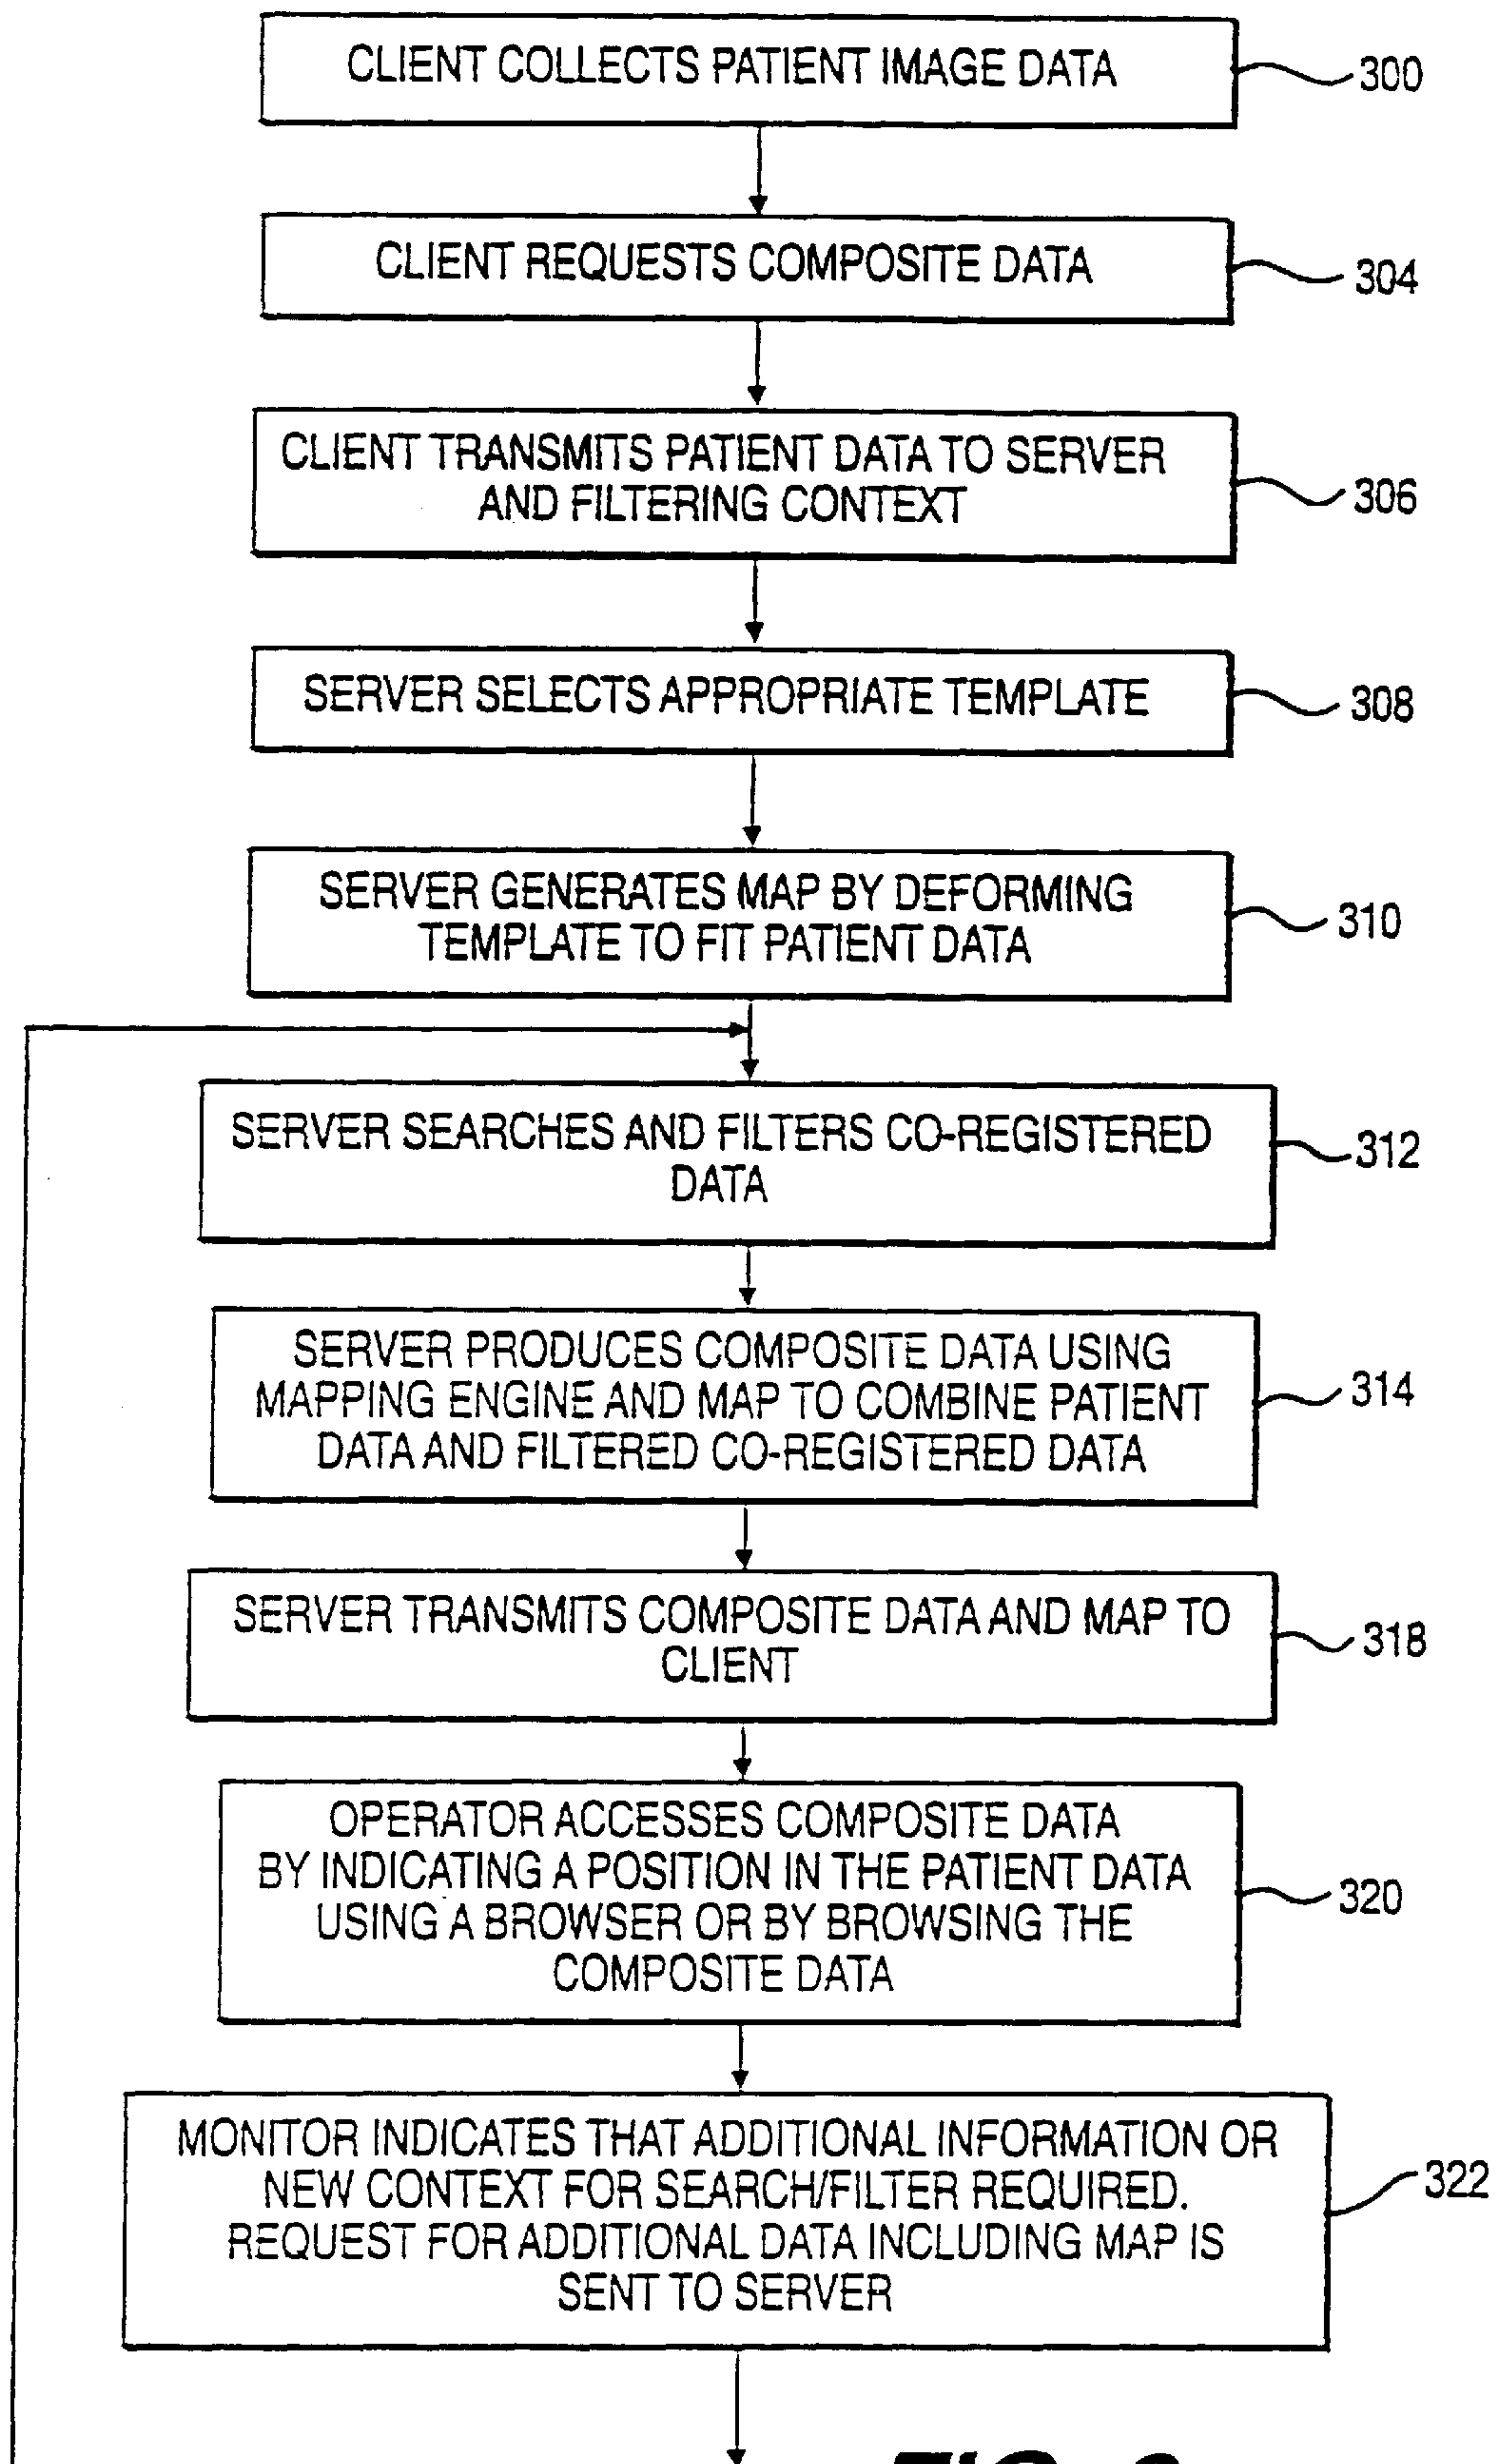 CLIENT COLLECTS PATIENT IMAGE DATA
300
CLIENT REQUESTS COMPOSITE DATA
304
CLIENT TRANSMITS PATIENT DATA TO SERVER
AND FILTERING CONTEXT
306
SERVER SELECTS APPROPRIATE TEMPLATE
308
SERVER GENERATES MAP BY DEFORMING
TEMPLATE TO FIT PATIENT DATA
310
SERVER SEARCHES AND FILTERS CO-REGISTERED
DATA
312
SERVER PRODUCES COMPOSITE DATA USING
MAPPING ENGINE AND MAP TO COMBINE PATIENT
DATA AND FILTERED CO-REGISTERED DATA
314
SERVER TRANSMITS COMPOSITE DATA AND MAP TO
CLIENT
318
OPERATOR ACCESSES COMPOSITE DATA
BY INDICATING A POSITION IN THE PATIENT DATA
USING A BROWSER OR BY BROWSING THE
COMPOSITE DATA
320
MONITOR INDICATES THAT ADDITIONAL INFORMATION OR
NEW CONTEXT FOR SEARCH/FILTER REQUIRED.
REQUEST FOR ADDITIONAL DATA INCLUDING MAP IS
SENT TO SERVER
322